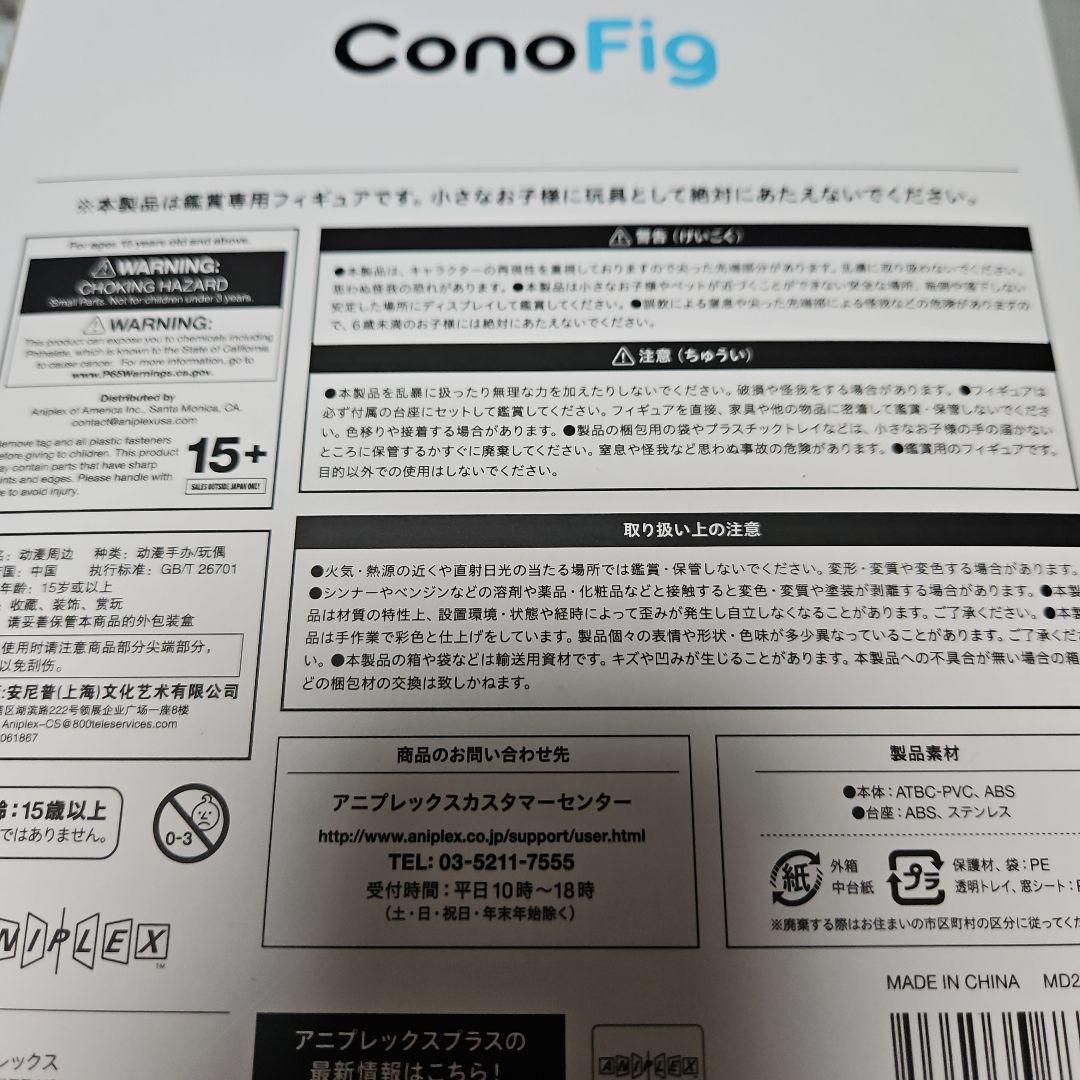 ConoFig
※本製品は鑑賞専用フィギュアです。小さなお子様に玩具として絶対にあたえないでください。
For ages 15 years old and above.
⚠WARNING:
CHOKING HAZARD
Small Parts. Not for children under 3 years.
⚠WARNING:
This product can expose you to chemicals including
Phthalate, which is known to the State of California
to cause cancer. For more information, go to
www.P65Warnings.ca.gov.
Distributed by
Aniplex of America Inc., Santa Monica, CA.
contact@aniplexusa.com
Remove tag and all plastic fasteners
before giving to children. This product
may contain parts that have sharp
points and edges. Please handle with
care to avoid injury.
15+
SALES OUTSIDE JAPAN ONLY
⚠警告（けいこく）
●本製品は、キャラクターの再現性を重視しておりますので尖った先端部分があります。乱暴に取り扱わないでください。
思わぬ怪我の恐れがあります。●本製品は小さなお子様やペットが近づくことができない安全な場所、振動や落下しない
安定した場所にディスプレイして鑑賞してください。●誤飲による窒息や尖った先端部による怪我などの危険がありますの
で、6歳未満のお子様には絶対にあたえないでください。
⚠注意（ちゅうい）
●本製品を乱暴に扱ったり無理な力を加えたりしないでください。破損や怪我をする場合があります。●フィギュアは
必ず付属の台座にセットして鑑賞してください。フィギュアを直接、家具や他の物品に密着して鑑賞・保管しないでくださ
い。色移りや接着する場合があります。●製品の梱包用の袋やプラスチックトレイなどは、小さなお子様の手の届かない
ところに保管するかすぐに廃棄してください。窒息や怪我など思わぬ事故の危険があります。●鑑賞用のフィギュアです。
目的以外での使用はしないでください。
取り扱い上の注意
●火気・熱源の近くや直射日光の当たる場所では鑑賞・保管しないでください。変形・変質や変色する場合があります。
●シンナーやベンジンなどの溶剤や薬品・化粧品などと接触すると変色・変質や塗装が剥離する場合があります。●本製
品は材質の特性上、設置環境・状態や経時によって歪みが発生し自立しなくなることがあります。ご了承ください。●本製
品は手作業で彩色と仕上げをしています。製品個々の表情や形状・色味が多少異なっていることがあります。ご了承くださ
い。●本製品の箱や袋などは輸送用資材です。キズや凹みが生じることがあります。本製品への不具合が無い場合の箱
どの梱包材の交換は致しかねます。
名：动漫周边 种类：动漫手办/玩偶
国：中国 执行标准：GB/T 26701
年龄：15岁或以上
：收藏、装饰、赏玩
请妥善保管本商品的外包装盒
使用时请注意商品部分尖端部分，
以免刮伤。
:安尼普(上海)文化艺术有限公司
区湖滨路222号领展企业广场一座8楼
Aniplex-CS@800teleservices.com
061867
齢：15歳以上
ではありません。
0-3
ANIPLEX
TM
商品のお問い合わせ先
アニプレックスカスタマーセンター
http://www.aniplex.co.jp/support/user.html
TEL: 03-5211-7555
受付時間：平日10時～18時
（土・日・祝日・年末年始除く）
製品素材
●本体：ATBC-PVC、ABS
●台座：ABS、ステンレス
紙
外箱
中台紙
プラ
保護材、袋：PE
透明トレイ、窓シート：P
※廃棄する際はお住まいの市区町村の区分に従ってくだ
MADE IN CHINA MD2
レックス
アニプレックスプラスの
最新情報はこちら！
ANIPLEX